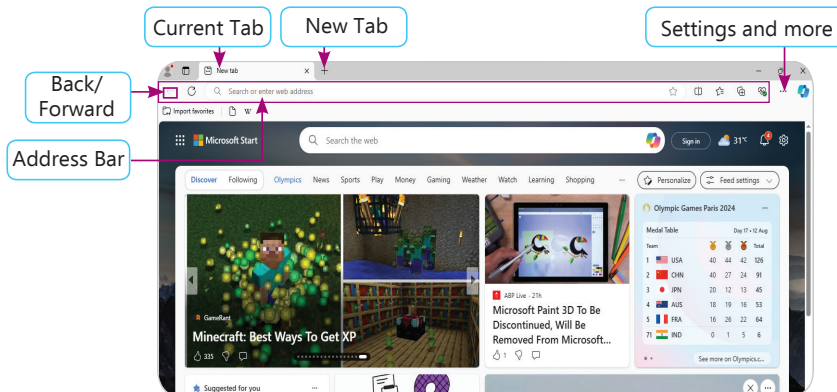 Current Tab
New Tab
Settings and more
New tab
Back/
Forward
Search or enter web address
Import favorites
W
Microsoft Start
Search the web
Sign in
31°C
4
Address Bar
Discover Following Olympics News Sports Play Money Gaming Weather Watch Learning Shopping
Personalize
Feed settings
Olympic Games Paris 2024
Medal Table Day 17 • 12 Aug
Team Total
1 USA 40 44 42 126
2 CHN 40 27 24 91
3 JPN 20 12 13 45
4 AUS 18 19 16 53
5 FRA 16 26 22 64
71 IND 0 1 5 6
See more on Olympics.c...
GameRant
Minecraft: Best Ways To Get XP
335
ABP Live - 21h
Microsoft Paint 3D To Be
Discontinued, Will Be
Removed From Microsoft...
1
Suggested for you